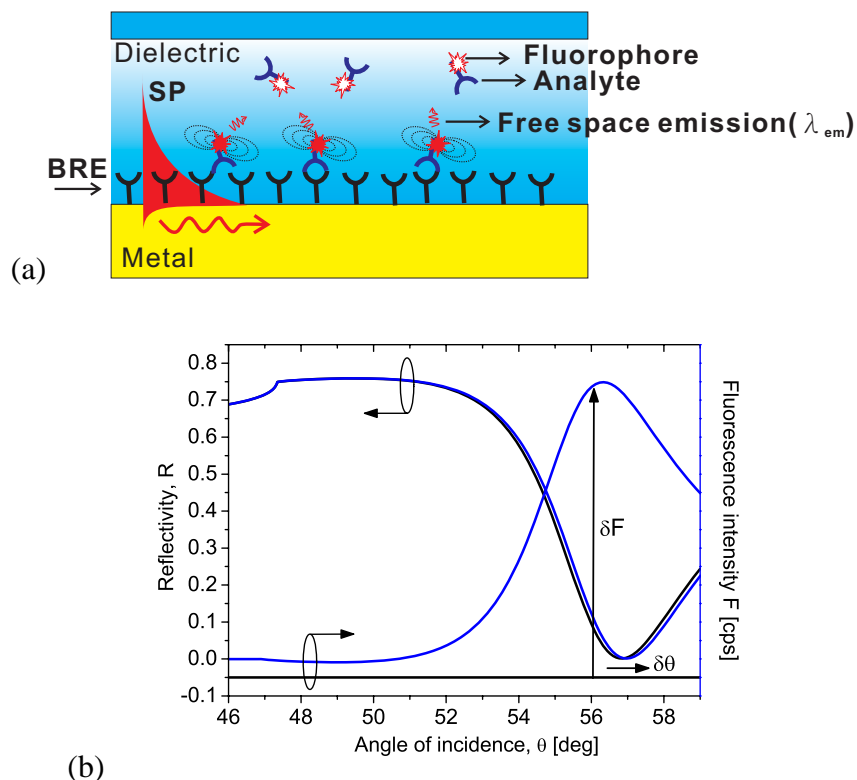 Dielectric
Fluorophore
SP
Analyte
Free space emission( λ em)
BRE
Metal
(a)
0.8
0.7
0.6
0.5
0.4
0.3
0.2
0.1
0.0
-0.1
Reflectivity, R
Fluorescence intensity F [cps]
δF
δθ
46 48 50 52 54 56 58
Angle of incidence, θ [deg]
(b)